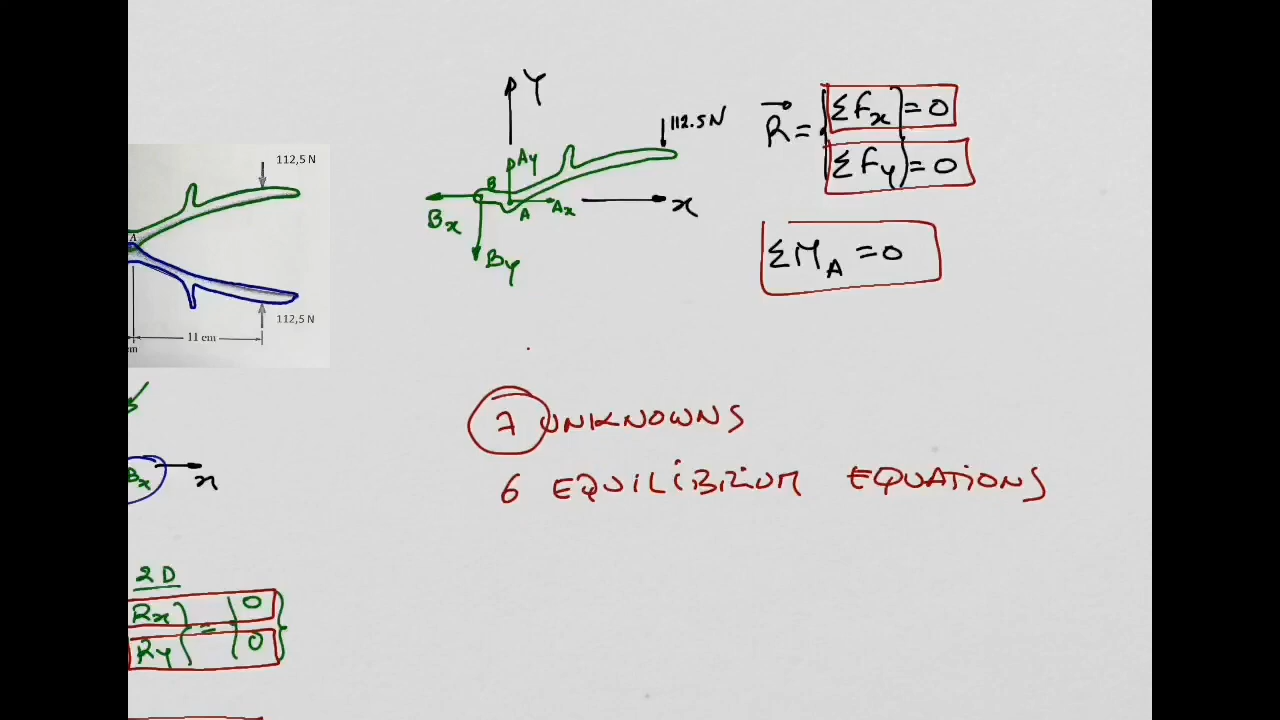 112,5 N
A
112,5 N
11 cm
m
Bx
x
2D
Rx = 0
Ry 0
Y
112.5 N
Ay
B
A Ax
x
Bx
By
R = ΣFx = 0
ΣFy = 0
ΣMA = 0
7 UNKNOWNS
6 EQUILIBRIUM EQUATIONS